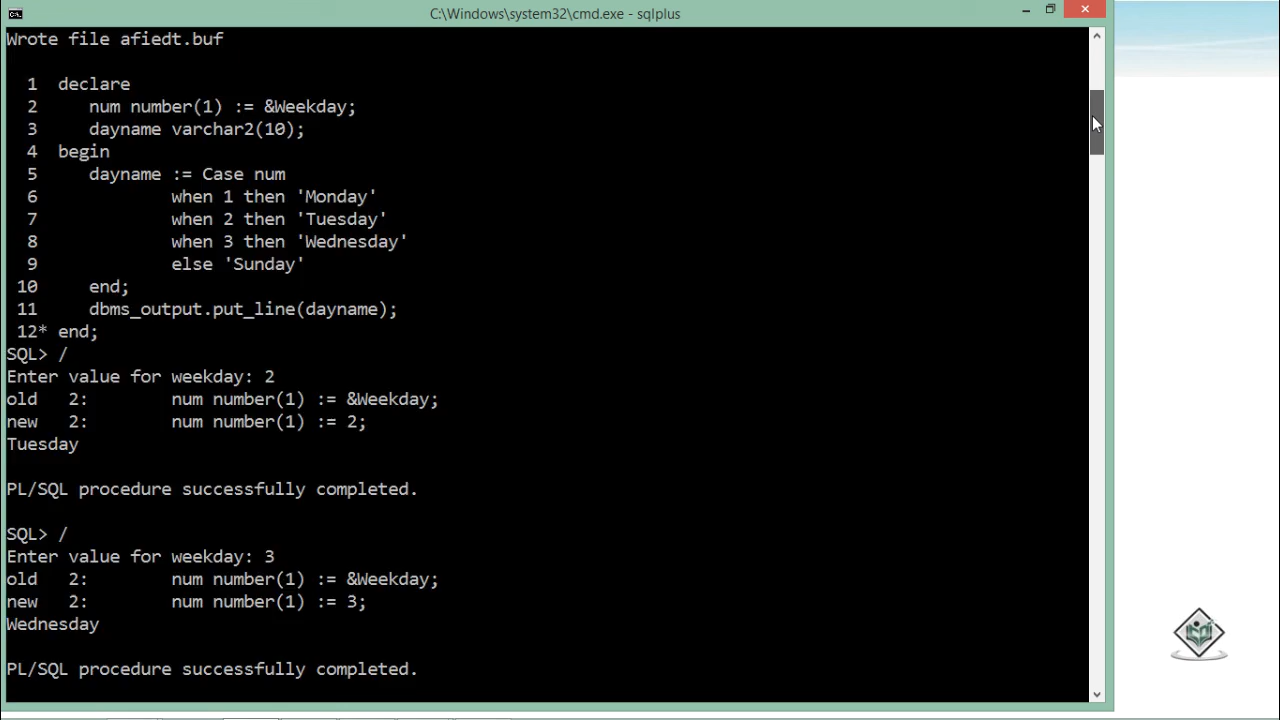 C:\Windows\system32\cmd.exe - sqlplus
Wrote file afiedt.buf
1 declare
2 num number(1) := &Weekday;
3 dayname varchar2(10);
4 begin
5 dayname := Case num
6 when 1 then 'Monday'
7 when 2 then 'Tuesday'
8 when 3 then 'Wednesday'
9 else 'Sunday'
10 end;
11 dbms_output.put_line(dayname);
12* end;
SQL> /
Enter value for weekday: 2
old 2: num number(1) := &Weekday;
new 2: num number(1) := 2;
Tuesday
PL/SQL procedure successfully completed.
SQL> /
Enter value for weekday: 3
old 2: num number(1) := &Weekday;
new 2: num number(1) := 3;
Wednesday
PL/SQL procedure successfully completed.